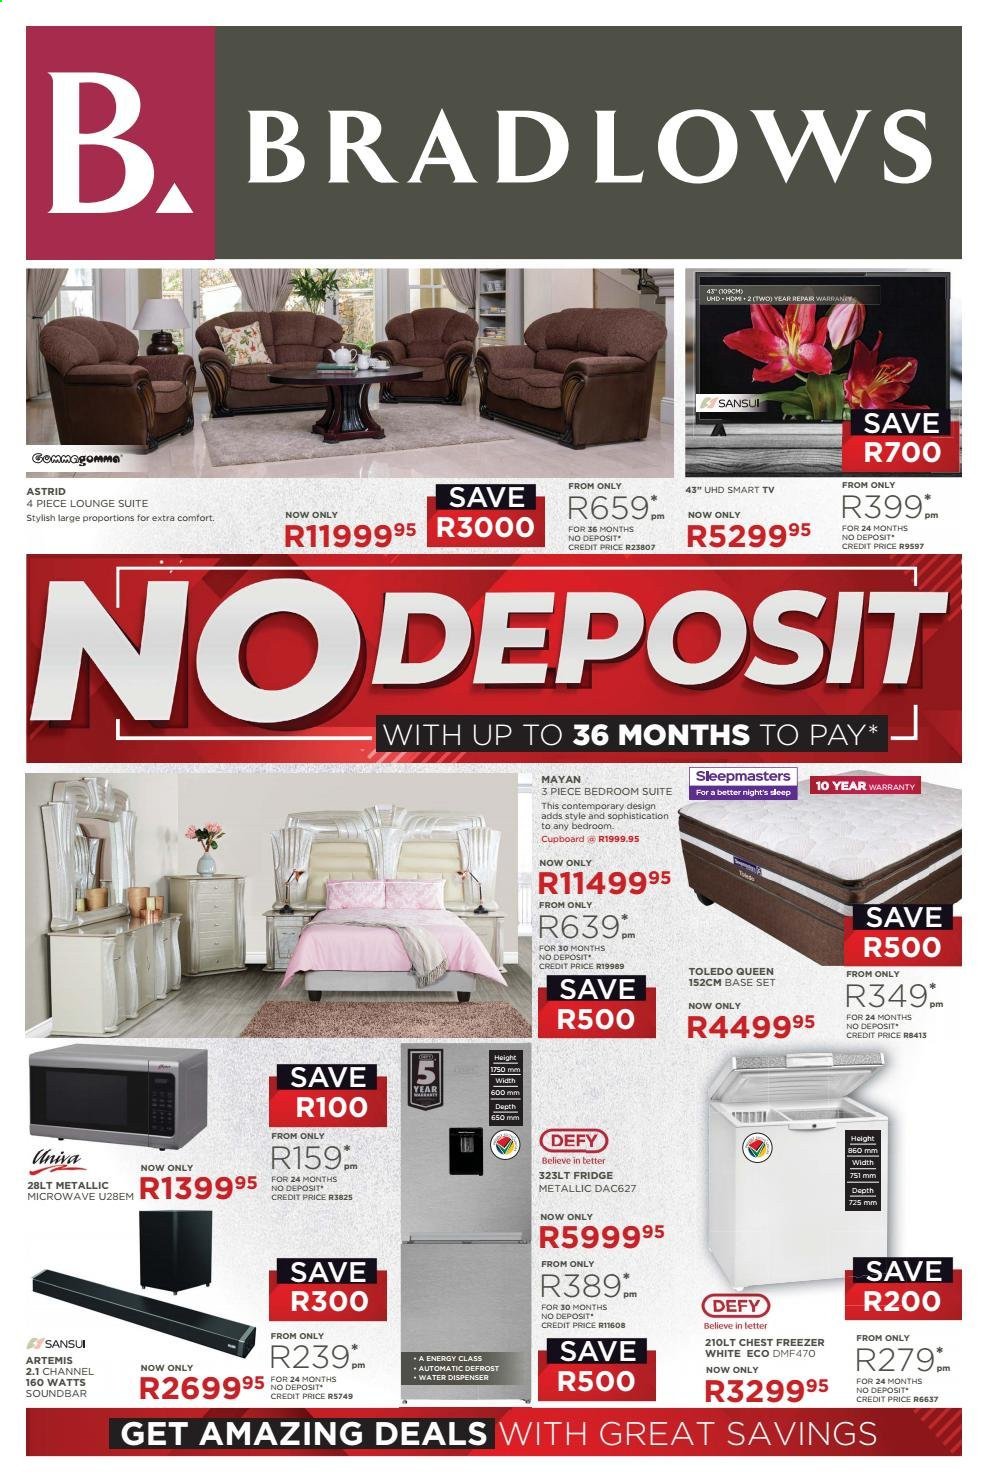 B. BRADLOWS
Gommagomma
ASTRID
4 PIECE LOUNGE SUITE
Stylish large proportions for extra comfort.
NOW ONLY
R11999 95
SAVE
R3000
FROM ONLY
R659* pm
FOR 36 MONTHS
NO DEPOSIT*
CREDIT PRICE R23807
43" (109CM)
UHD • HDMI • 2 (TWO) YEAR REPAIR WARRANTY
SANSUI
SAVE
R700
43" UHD SMART TV
NOW ONLY
R5299 95
FROM ONLY
R399* pm
FOR 24 MONTHS
NO DEPOSIT*
CREDIT PRICE R9597
NO DEPOSIT
WITH UP TO 36 MONTHS TO PAY*
MAYAN
3 PIECE BEDROOM SUITE
This contemporary design
adds style and sophistication
to any bedroom.
Cupboard @ R1999.95
NOW ONLY
R11499 95
FROM ONLY
R639* pm
FOR 30 MONTHS
NO DEPOSIT*
CREDIT PRICE R19989
SAVE
R500
Sleepmasters
For a better night's sleep
10 YEAR WARRANTY
Sleepmasters
Toledo
SAVE
R500
TOLEDO QUEEN
152CM BASE SET
NOW ONLY
R4499 95
FROM ONLY
R349* pm
FOR 24 MONTHS
NO DEPOSIT*
CREDIT PRICE R8413
SAVE
R100
Univa
28LT METALLIC
MICROWAVE U28EM
NOW ONLY
R1399 95
FROM ONLY
R159* pm
FOR 24 MONTHS
NO DEPOSIT*
CREDIT PRICE R3825
SAVE
R300
SANSUI
ARTEMIS
2.1 CHANNEL
160 WATTS
SOUNDBAR
NOW ONLY
R2699 95
FROM ONLY
R239* pm
FOR 24 MONTHS
NO DEPOSIT*
CREDIT PRICE R5749
DEFY
5
YEAR
WARRANTY
Height
1750 mm
Width
600 mm
Depth
650 mm
• A ENERGY CLASS
• AUTOMATIC DEFROST
• WATER DISPENSER
DEFY
Believe in better
323LT FRIDGE
METALLIC DAC627
NOW ONLY
R5999 95
FROM ONLY
R389* pm
FOR 30 MONTHS
NO DEPOSIT*
CREDIT PRICE R11608
SAVE
R500
Height
860 mm
Width
751 mm
Depth
725 mm
DEFY
Believe in better
SAVE
R200
210LT CHEST FREEZER
WHITE ECO DMF470
NOW ONLY
R3299 95
FROM ONLY
R279* pm
FOR 24 MONTHS
NO DEPOSIT*
CREDIT PRICE R6637
GET AMAZING DEALS WITH GREAT SAVINGS